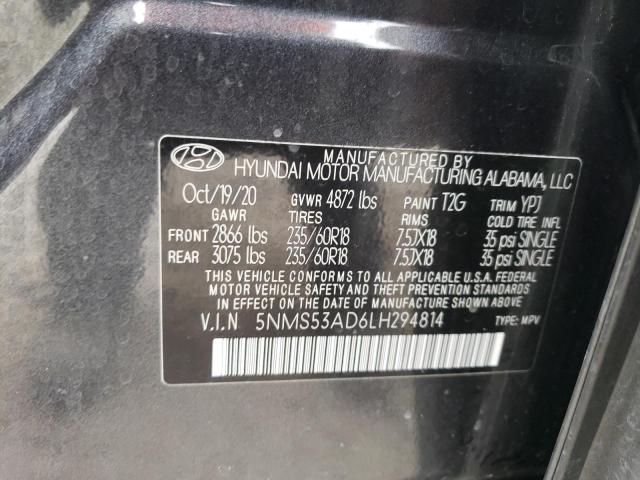 MANUFACTURED BY
HYUNDAI MOTOR MANUFACTURING ALABAMA, LLC
Oct/19/20 GVWR 4872 lbs PAINT T2G TRIM YPJ
GAWR TIRES RIMS COLD TIRE INFL
FRONT 2866 lbs 235/60R18 7.5JX18 35 psi SINGLE
REAR 3075 lbs 235/60R18 7.5JX18 35 psi SINGLE
THIS VEHICLE CONFORMS TO ALL APPLICABLE U.S.A. FEDERAL
MOTOR VEHICLE SAFETY AND THEFT PREVENTION STANDARDS
IN EFFECT ON THE DATE OF MANUFACTURE SHOWN ABOVE.
V.I.N 5NMS53AD6LH294814 TYPE: MPV